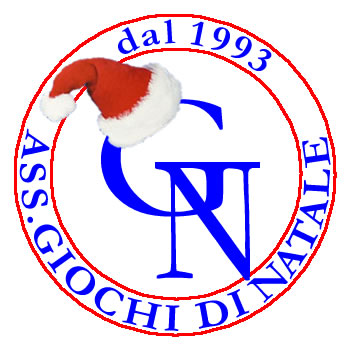 dal 1993
GN
ASS.GIOCHI DI NATALE